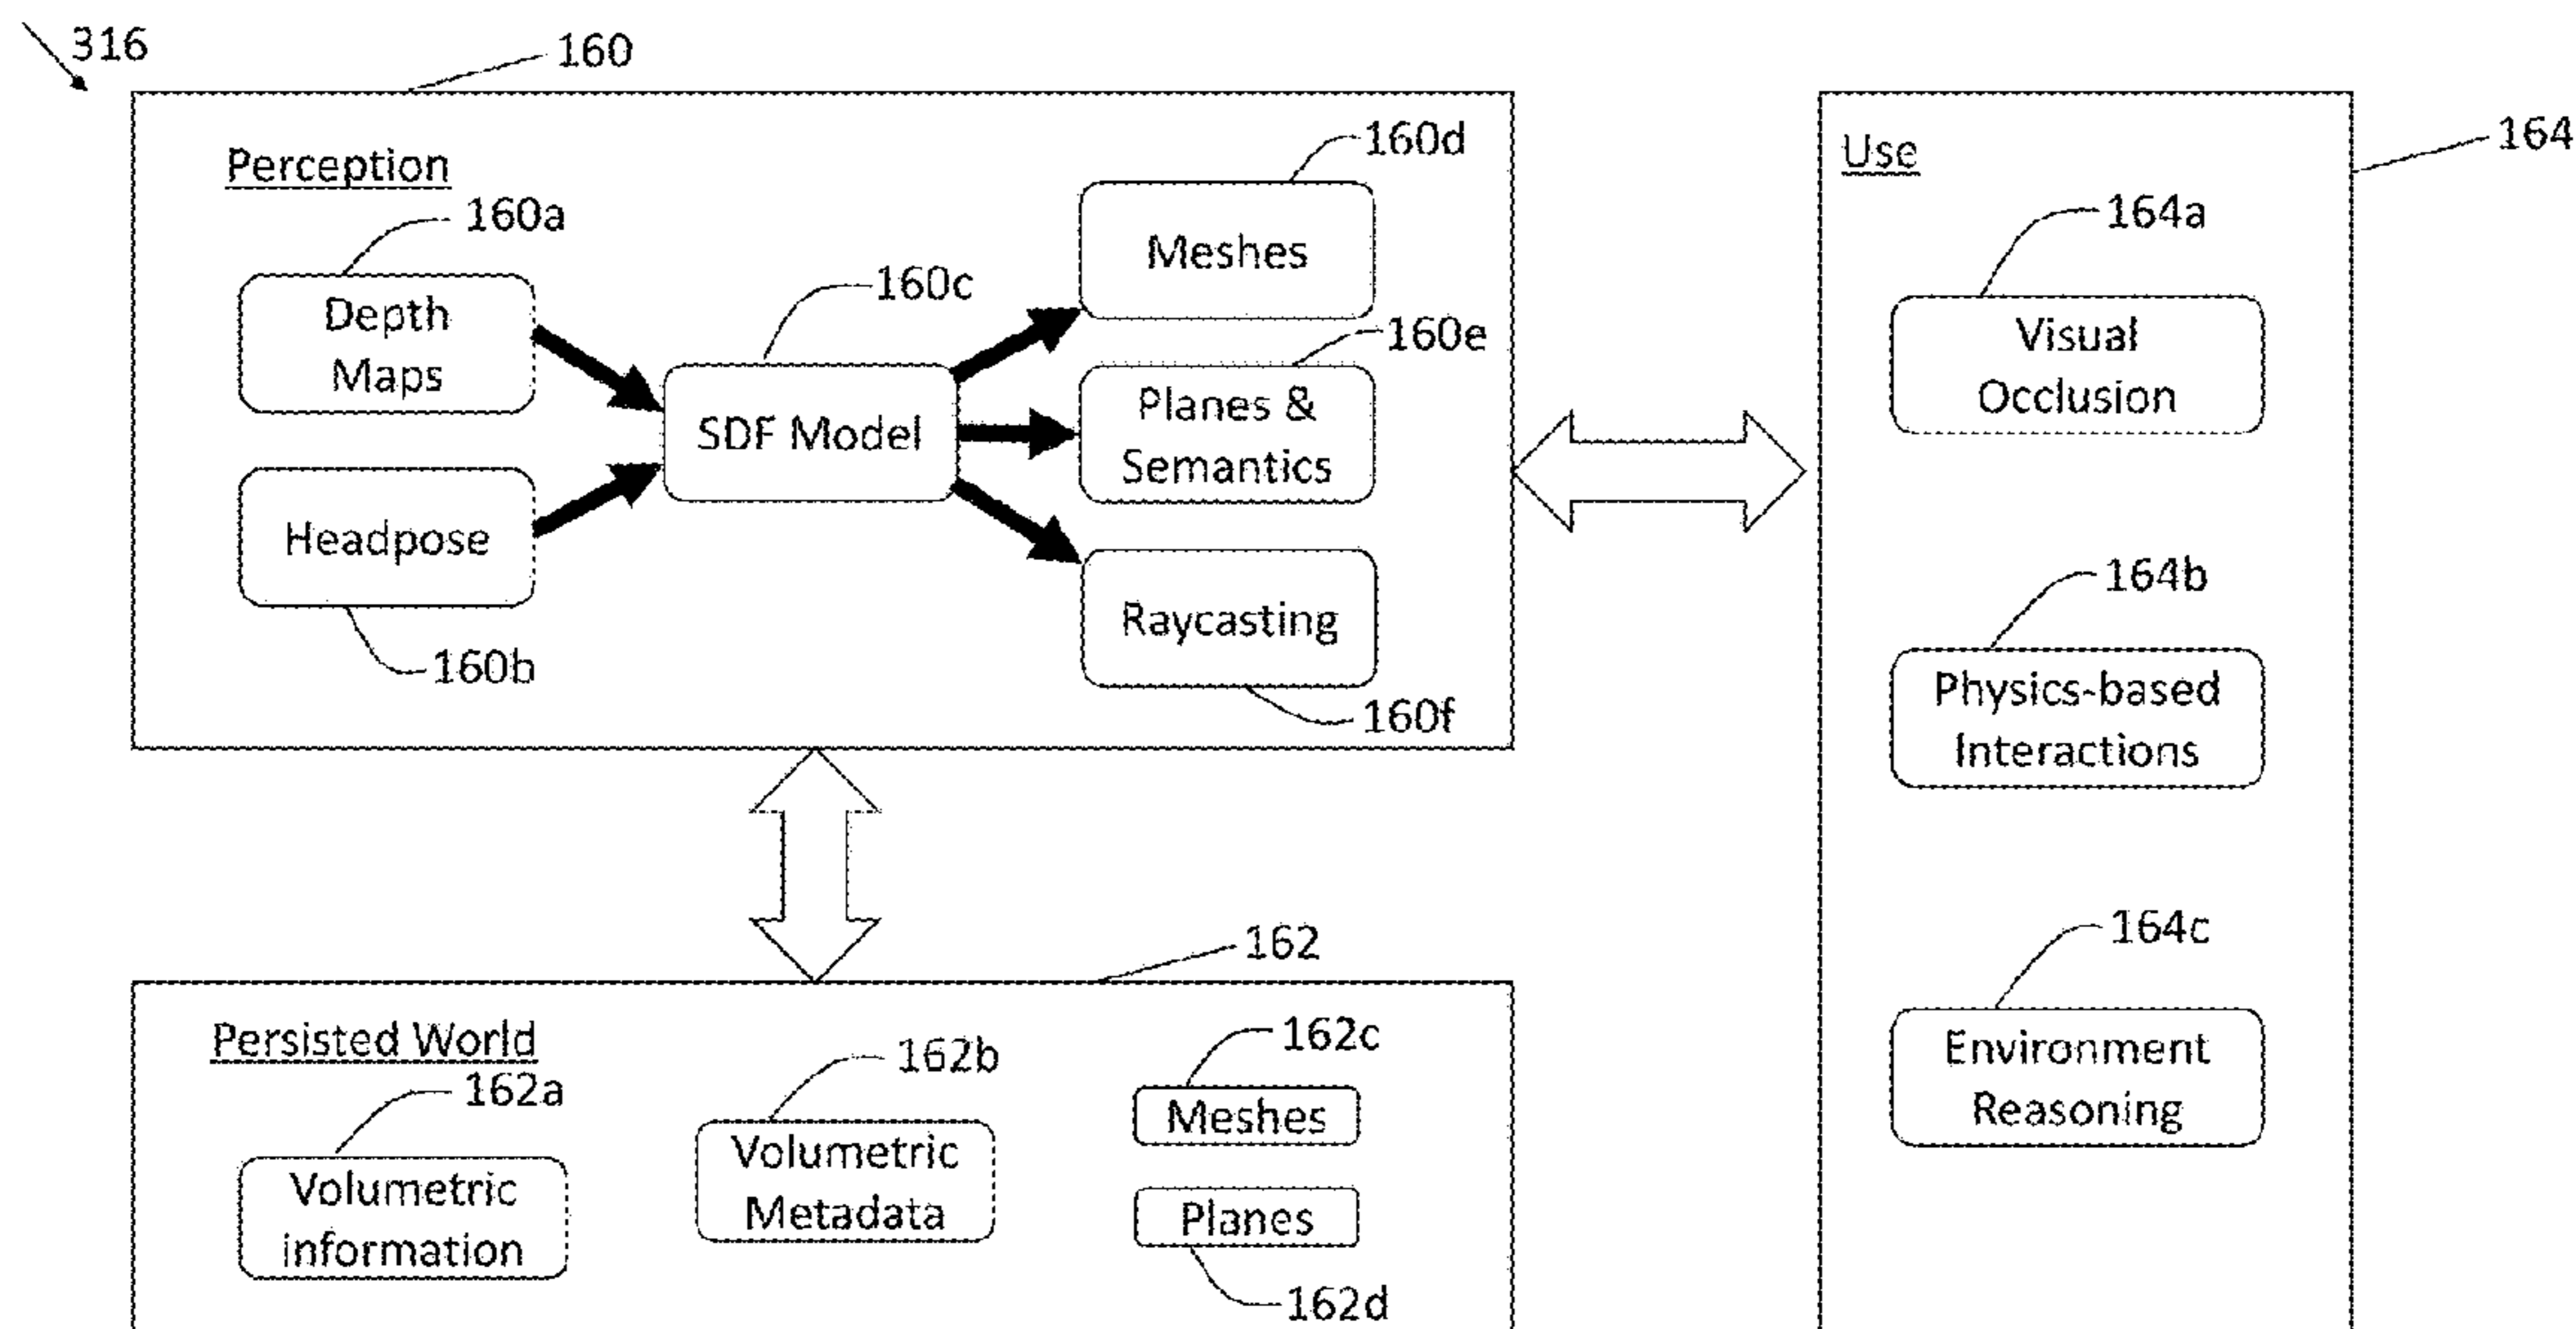 316
160
Perception
160a
Depth
Maps
Headpose
160b
160c
SDF Model
160d
Meshes
160e
Planes &
Semantics
Raycasting
160f
164
Use
164a
Visual
Occlusion
164b
Physics-based
Interactions
164c
Environment
Reasoning
162
Persisted World
162a
Volumetric
information
162b
Volumetric
Metadata
162c
Meshes
Planes
162d